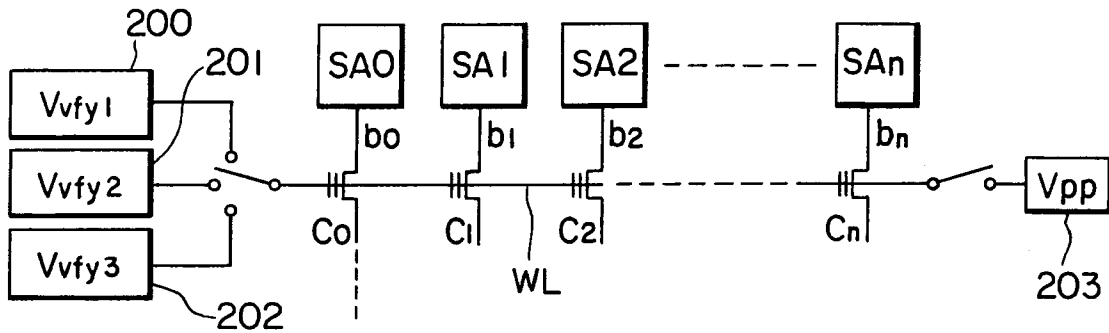 200
201
202
203
Vvfy1
Vvfy2
Vvfy3
SA0
SA1
SA2
SAn
b0
b1
b2
bn
C0
C1
C2
Cn
WL
Vpp